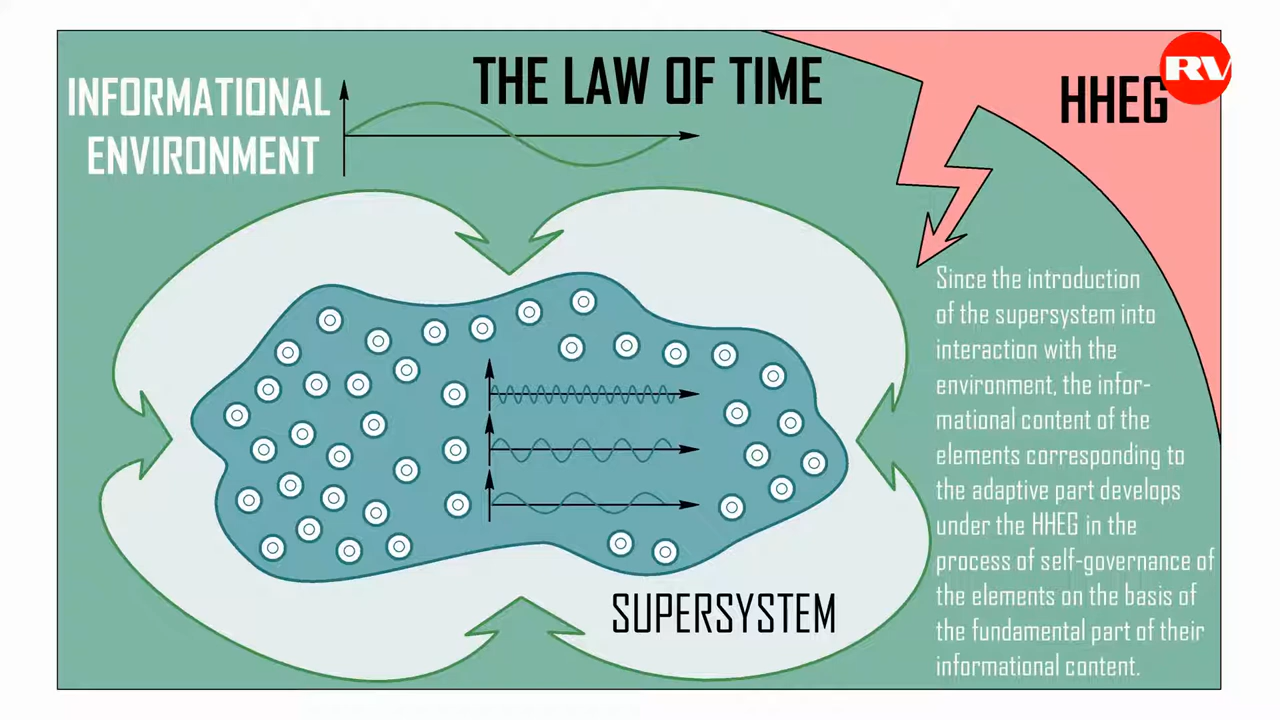 INFORMATIONAL
ENVIRONMENT
THE LAW OF TIME
HHEG
RV
Since the introduction
of the supersystem into
interaction with the
environment, the infor-
mational content of the
elements corresponding to
the adaptive part develops
under the HHEG in the
process of self-governance of
the elements on the basis of
the fundamental part of their
informational content.
SUPERSYSTEM